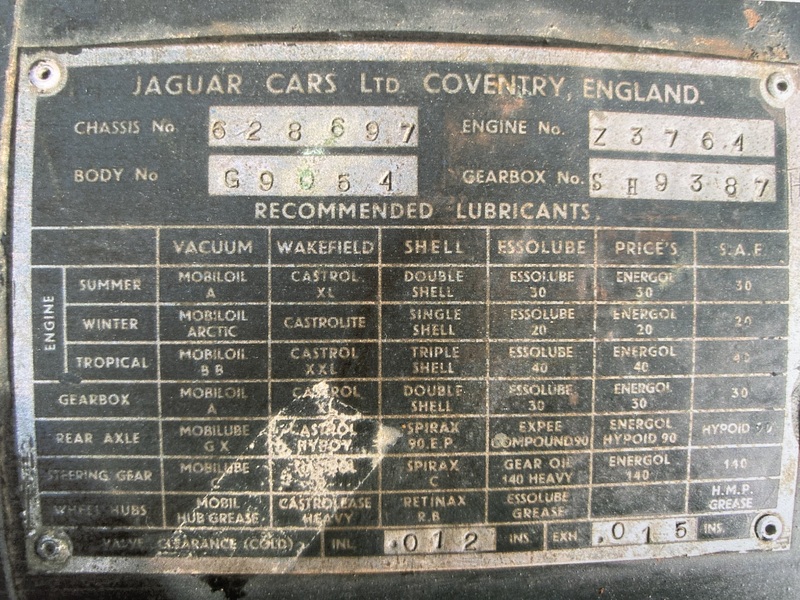 JAGUAR CARS LTD. COVENTRY, ENGLAND.
CHASSIS No. 628697 ENGINE No. Z3764
BODY No G9054 GEARBOX No. SH9387
RECOMMENDED LUBRICANTS.
VACUUM WAKEFIELD SHELL ESSOLUBE PRICE'S S.A.E
ENGINE
SUMMER MOBILOIL A CASTROL XL DOUBLE SHELL ESSOLUBE 30 ENERGOL 30 30
WINTER MOBILOIL ARCTIC CASTROLITE SINGLE SHELL ESSOLUBE 20 ENERGOL 20 20
TROPICAL MOBILOIL B B CASTROL XXL TRIPLE SHELL ESSOLUBE 40 ENERGOL 40 40
GEARBOX MOBILOIL A CASTROL DOUBLE SHELL ESSOLUBE 30 ENERGOL 30 30
REAR AXLE MOBILUBE G X CASTROL HYPOY SPIRAX 90.E.P. EXPEE COMPOUND 90 ENERGOL HYPOID 90 HYPOID 90
STEERING GEAR MOBILUBE SPIRAX C GEAR OIL 140 HEAVY ENERGOL 140 140
WHEEL HUBS MOBIL HUB GREASE CASTROLEASE HEAVY RETINAX R.B ESSOLUBE GREASE H.M.P. GREASE
VALVE CLEARANCE (COLD) INL. .012 INS. EXH .015 INS.